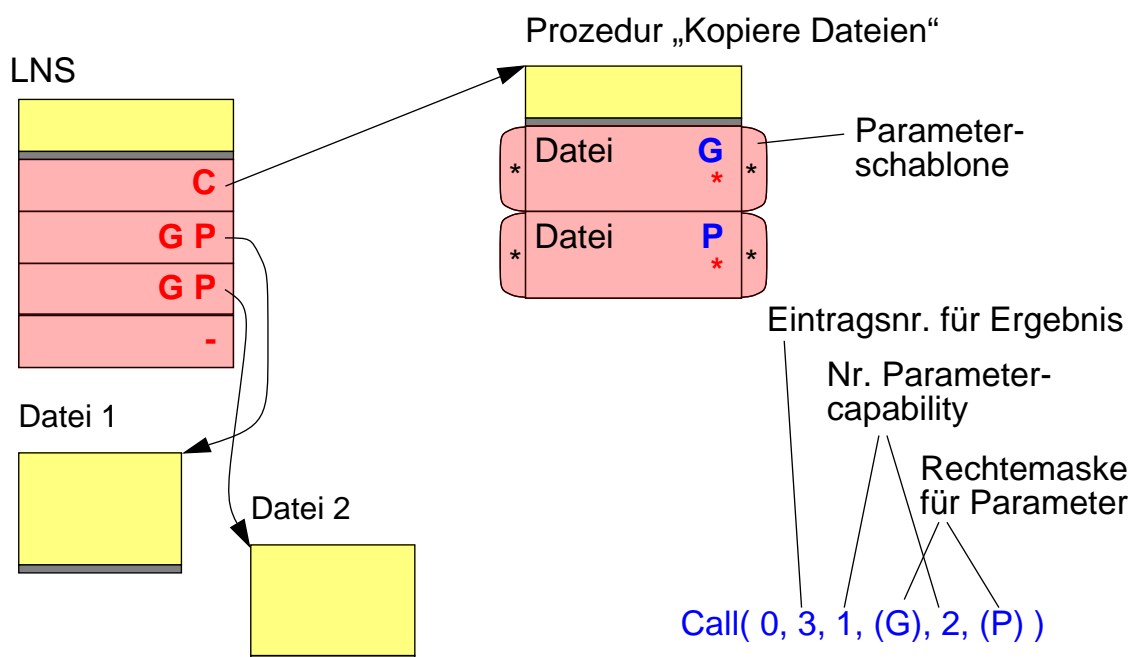 Prozedur „Kopiere Dateien“
LNS
C
G P
G P
-
Datei G
*
* *
Datei P
*
* *
Parameter-
schablone
Eintragsnr. für Ergebnis
Nr. Parameter-
capability
Rechtemaske
für Parameter
Datei 1
Datei 2
Call( 0, 3, 1, (G), 2, (P) )